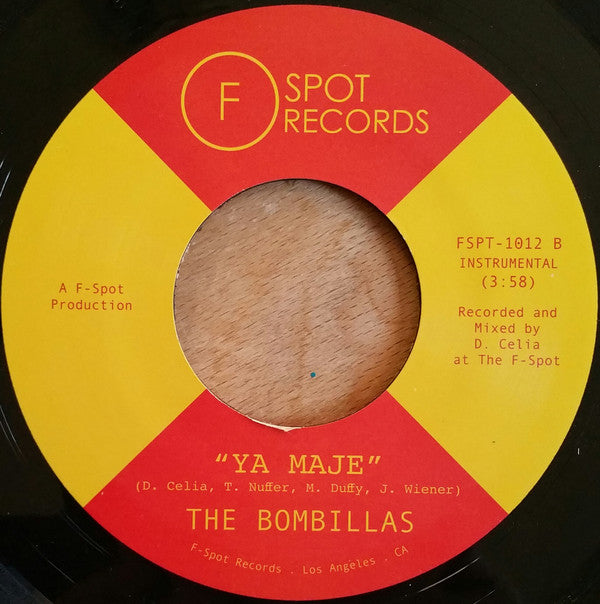 F
SPOT
RECORDS
FSPT-1012 B
INSTRUMENTAL
(3:58)
Recorded and
Mixed by
D. Celia
at The F-Spot
A F-Spot
Production
“YA MAJE”
(D. Celia, T. Nuffer, M. Duffy, J. Wiener)
THE BOMBILLAS
F-Spot Records . Los Angeles . CA